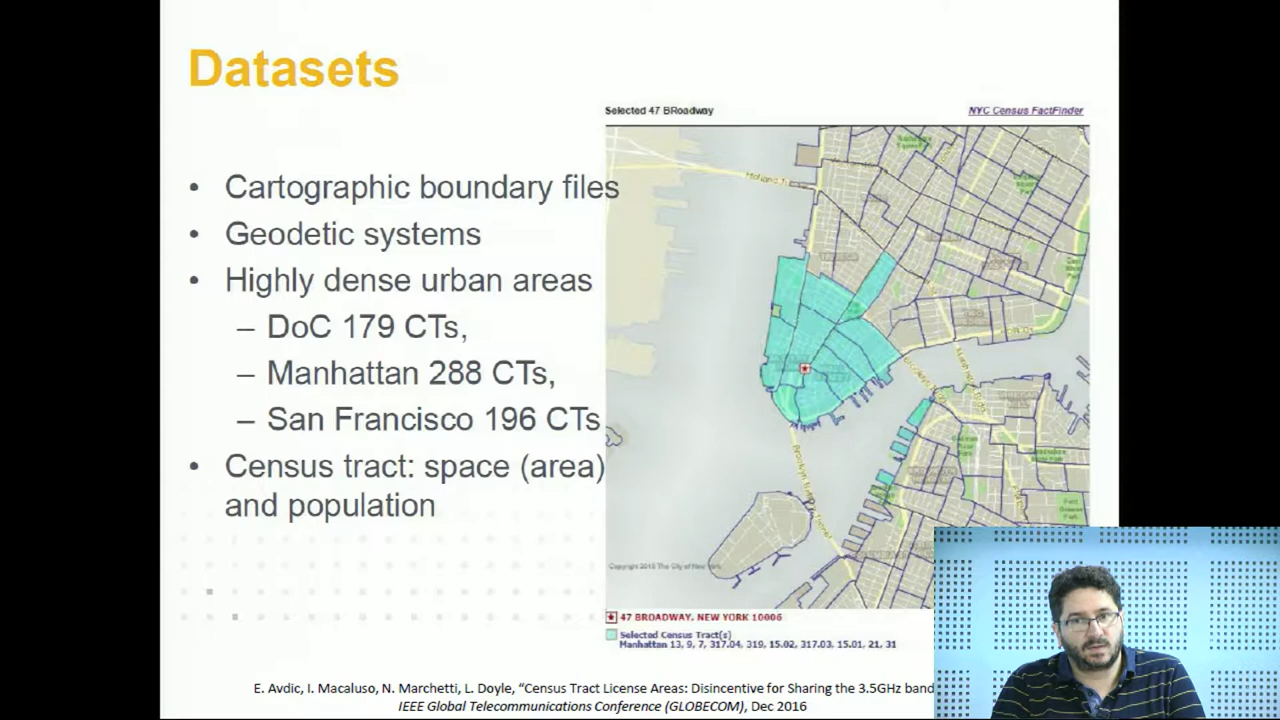 Datasets
Selected 47 BRoadway
NYC Census FactFinder
• Cartographic boundary files
• Geodetic systems
• Highly dense urban areas
– DoC 179 CTs,
– Manhattan 288 CTs,
– San Francisco 196 CTs
• Census tract: space (area)
and population
Copyright 2016 The City of New
47 BROADWAY, NEW YORK 10006
Selected Census Tract(s)
Manhattan 13, 9, 7, 317.04, 319, 15.02, 317.03, 15.01, 21, 31
E. Avdic, I. Macaluso, N. Marchetti, L. Doyle, “Census Tract License Areas: Disincentive for Sharing the 3.5GHz band
IEEE Global Telecommunications Conference (GLOBECOM), Dec 2016